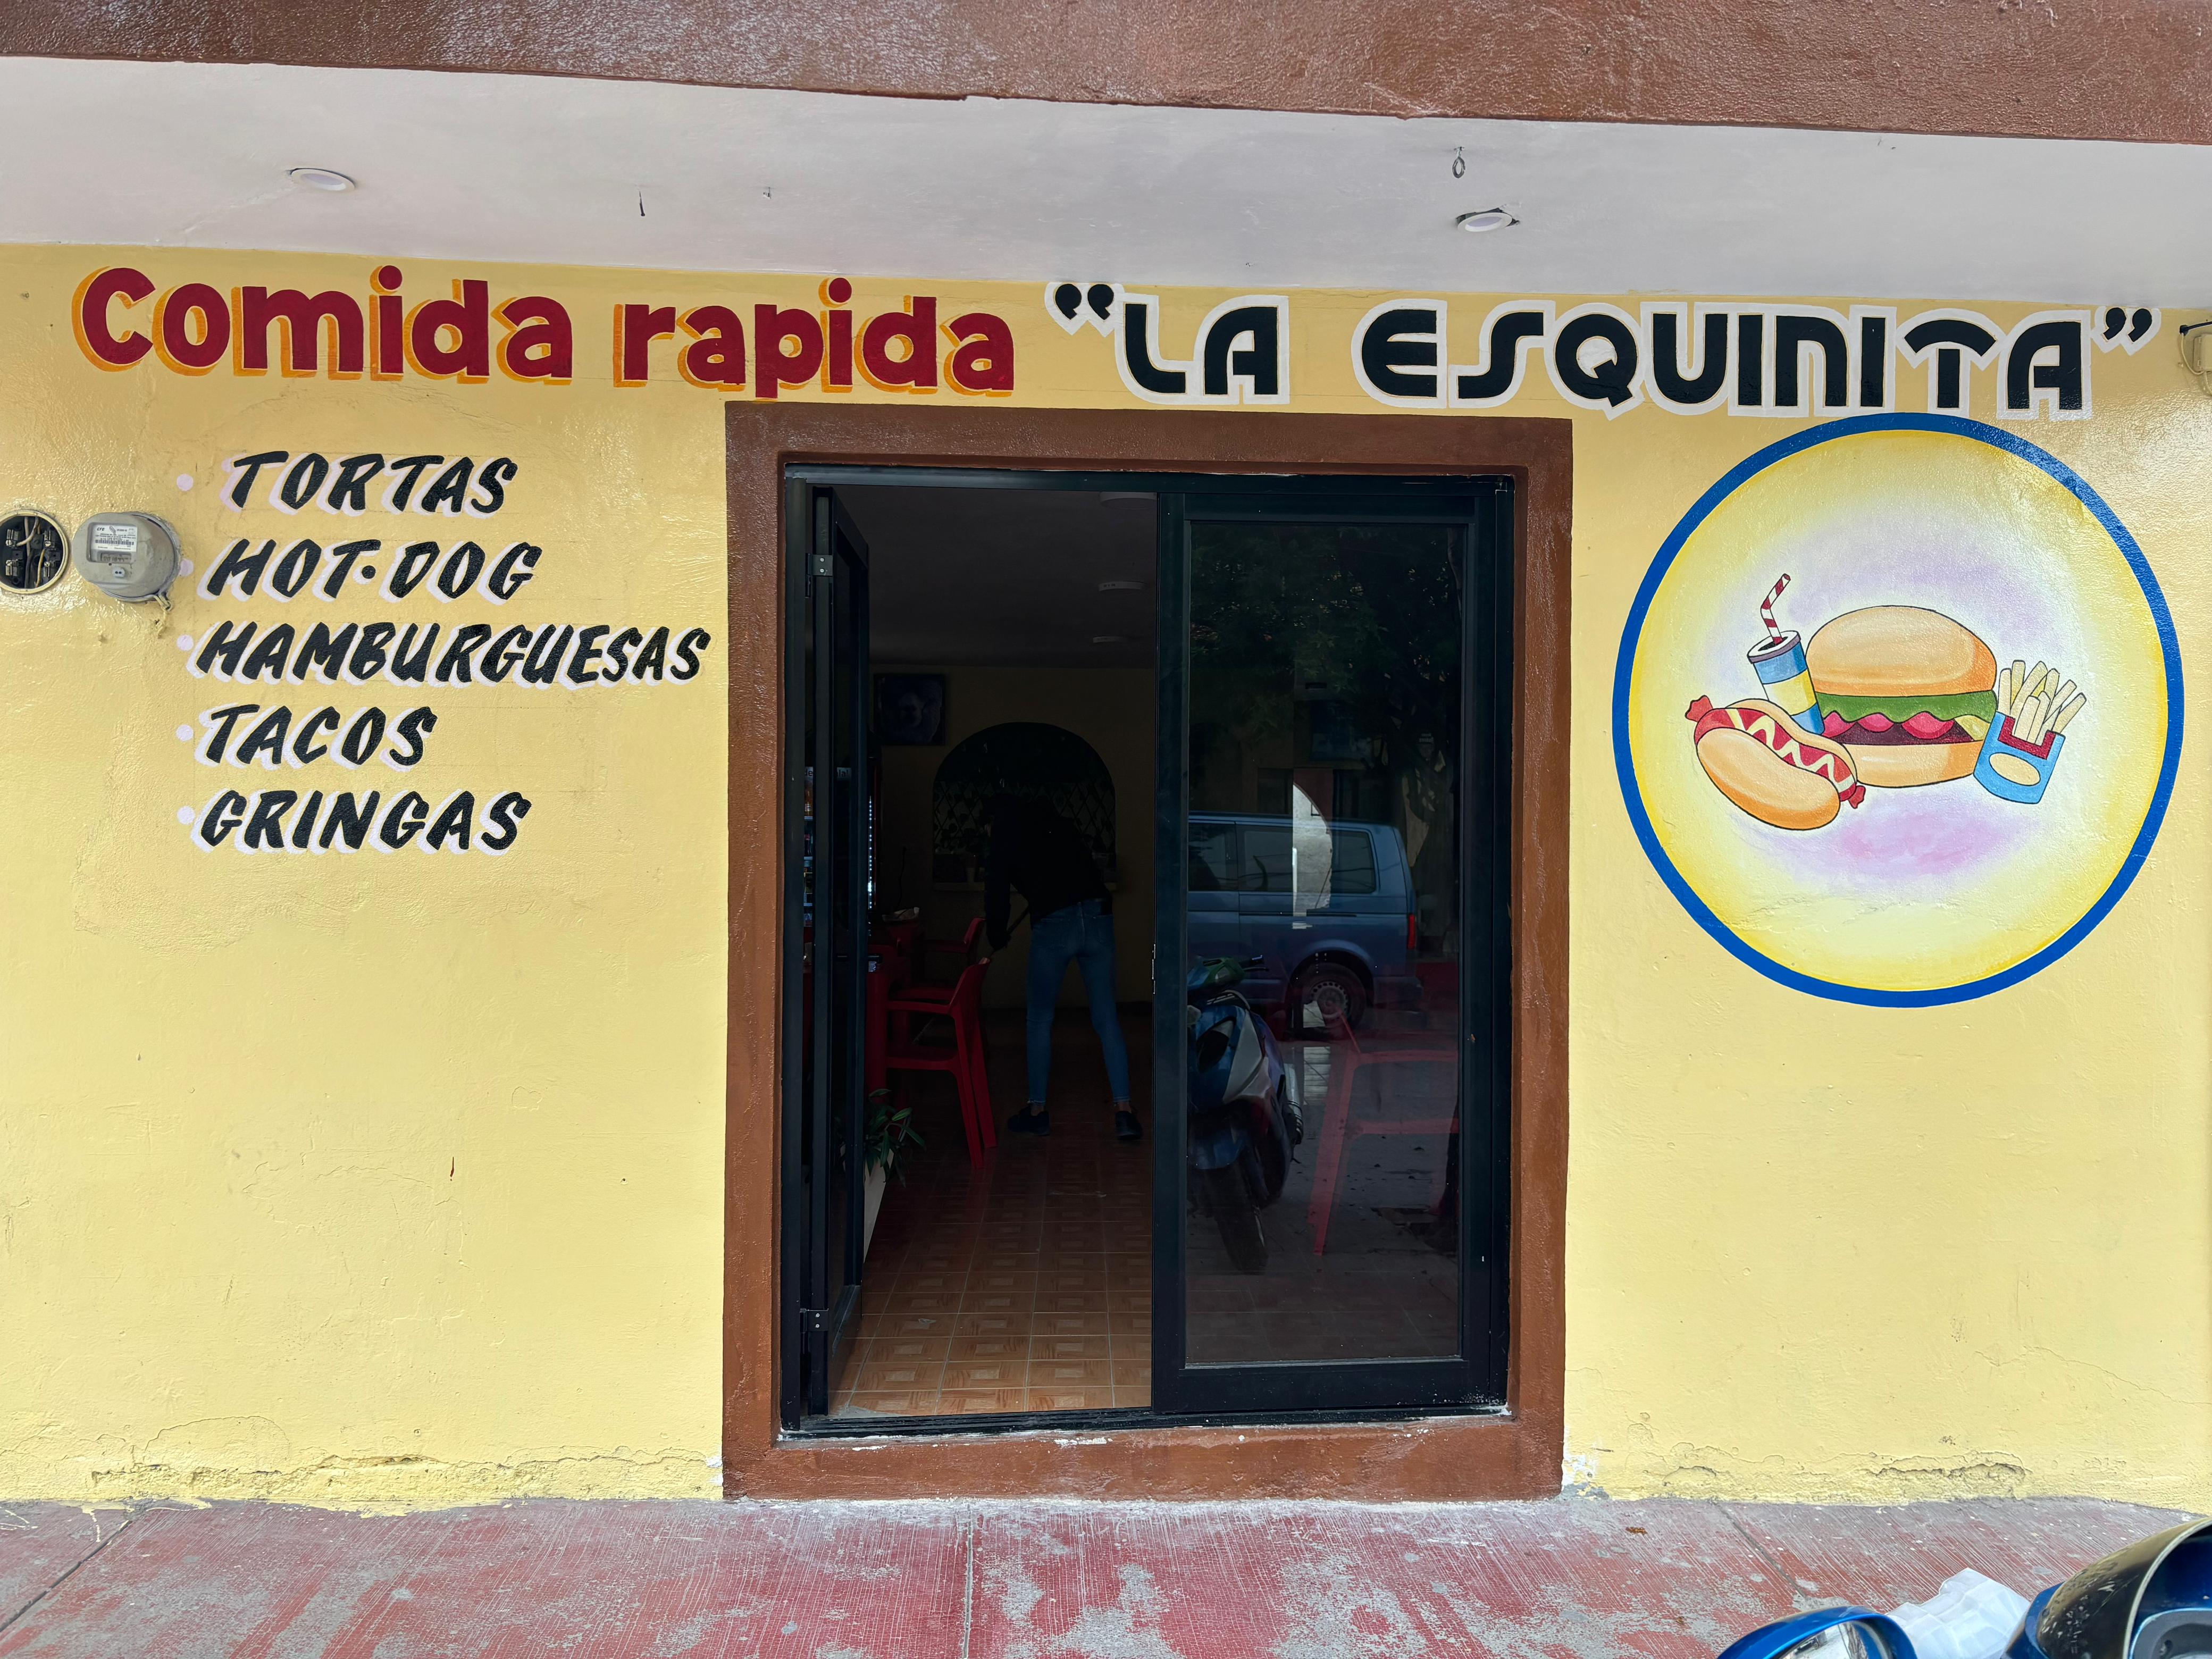 Comida rapida "LA ESQUINITA"
• TORTAS
• HOT·DOG
• HAMBURGUESAS
• TACOS
• GRINGAS